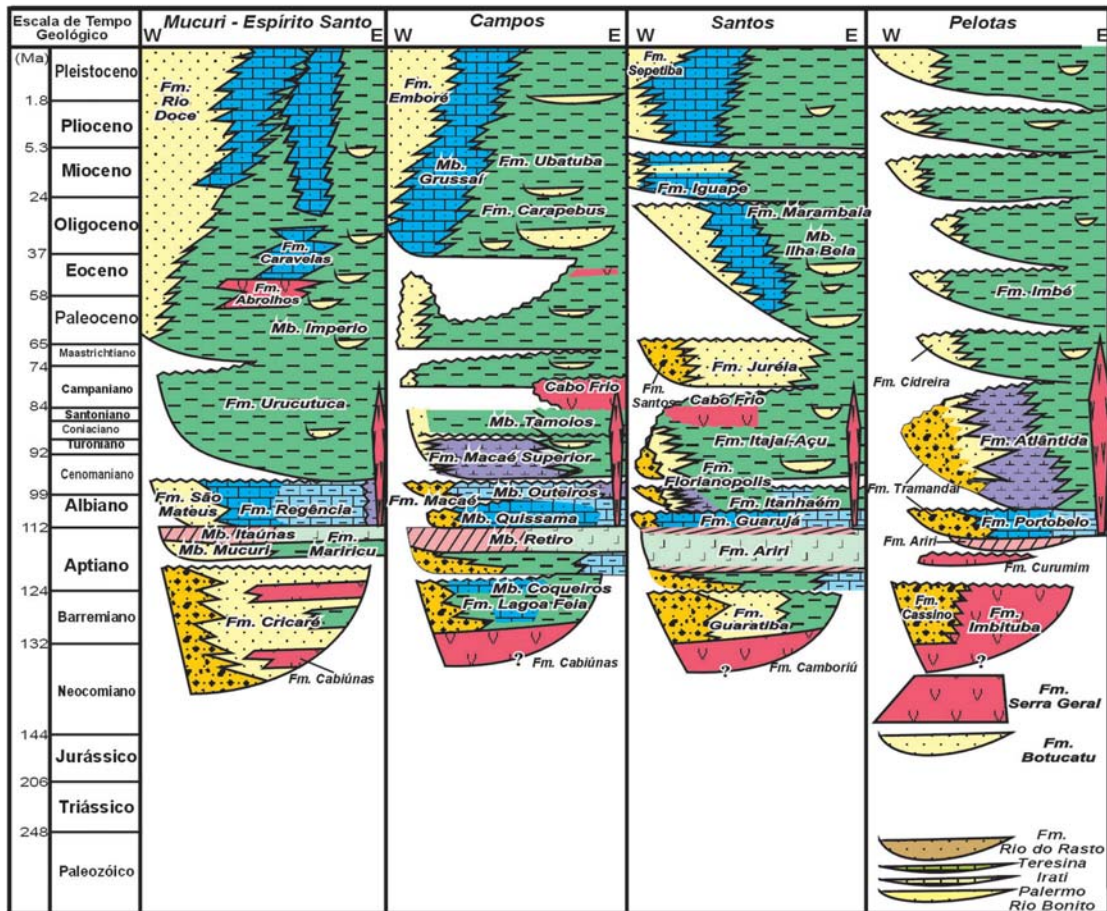 Escala de Tempo
Geológico
Mucuri - Espírito Santo
W
E
Campos
W
E
Santos
W
E
Pelotas
W
E
(Ma)
Pleistoceno
1.8
Plioceno
5.3
Mioceno
24
Oligoceno
37
Eoceno
58
Paleoceno
65
Maastrichtiano
74
Campaniano
84
Santoniano
Coniaciano
Turoniano
92
Cenomaniano
99
Albiano
112
Aptiano
124
Barremiano
132
Neocomiano
144
Jurássico
206
Triássico
248
Paleozóico
Fm.
Rio
Doce
Fm.
Caravelas
Fm.
Abrolhos
Mb. Imperio
Fm. Urucutuca
Fm. São
Mateus
Fm. Regência
Mb. Itaúnas
Mb. Mucuri
Fm.
Mariricu
Fm. Cricaré
Fm. Cabiúnas
Fm.
Emboré
Mb.
Grussaí
Fm. Ubatuba
Fm. Carapebus
Cabo Frio
Mb. Tamoios
Fm. Macaé Superior
Mb. Outeiros
Fm. Macaé
Mb. Quissama
Mb. Retiro
Mb. Coqueiros
Fm. Lagoa Feia
?
Fm. Cabiúnas
Fm.
Sepetiba
Fm. Iguape
Fm. Marambaia
Mb.
Ilha Bela
Fm. Juréia
Fm.
Santos
Cabo Frio
Fm. Itajaí-Açu
Fm.
Florianopolis
Fm. Itanhaém
Fm. Guarujá
Fm. Ariri
Fm.
Guaratiba
?
Fm. Camboriú
Fm. Imbé
Fm. Cidreira
Fm. Atlântida
Fm. Tramandaí
Fm. Portobelo
Fm. Ariri
Fm. Curumim
Fm.
Cassino
Fm.
Imbituba
?
Fm.
Serra Geral
Fm.
Botucatu
Fm.
Rio do Rasto
Teresina
Irati
Palermo
Rio Bonito